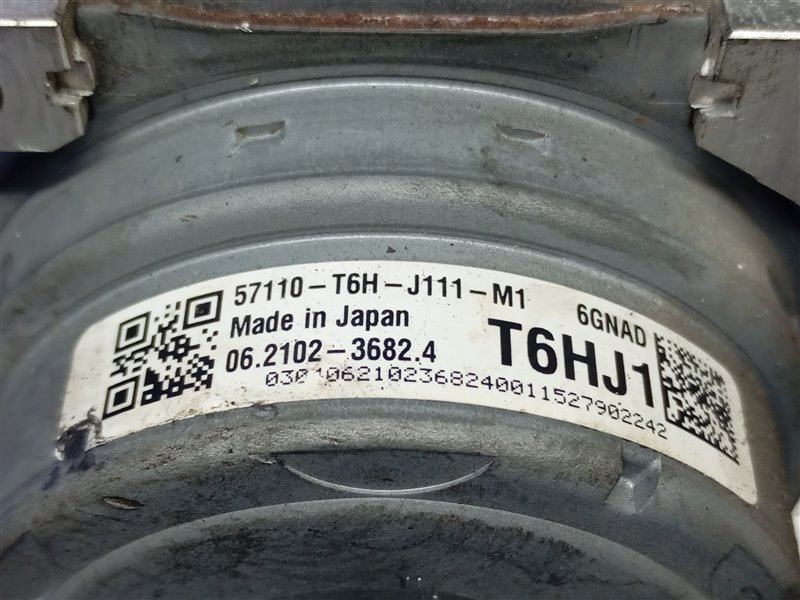 57110-T6H-J111-M1
6GNAD
Made in Japan
T6HJ1
06.2102-3682.4
0301062102368240011527902242